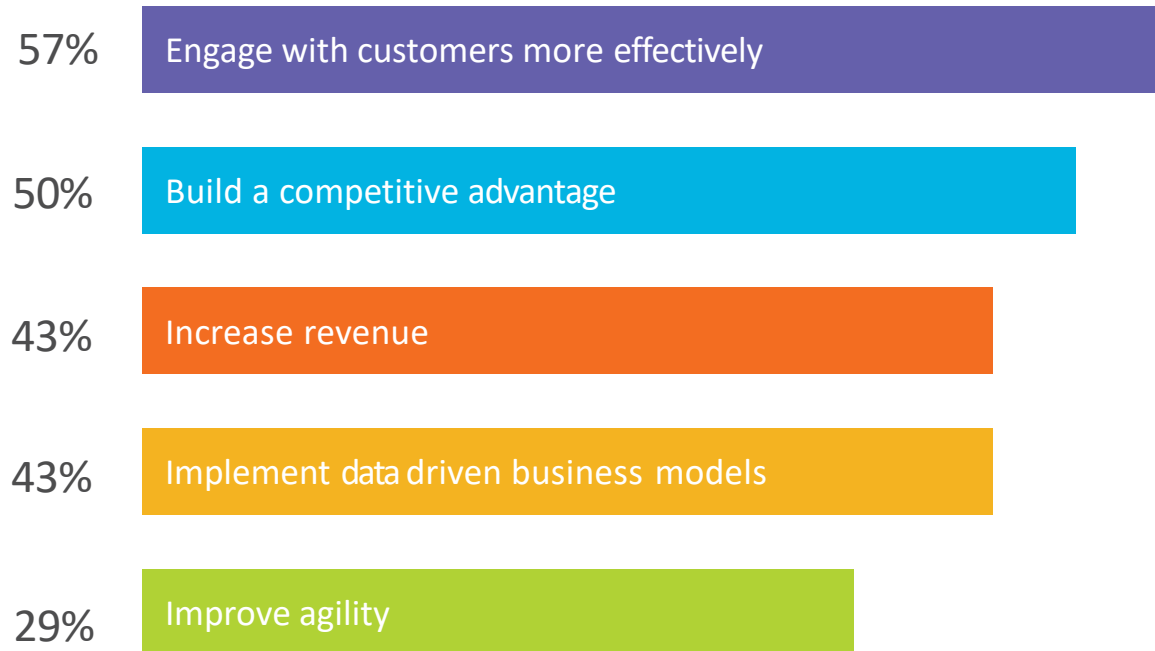 57% Engage with customers more effectively
50% Build a competitive advantage
43% Increase revenue
43% Implement data driven business models
29% Improve agility